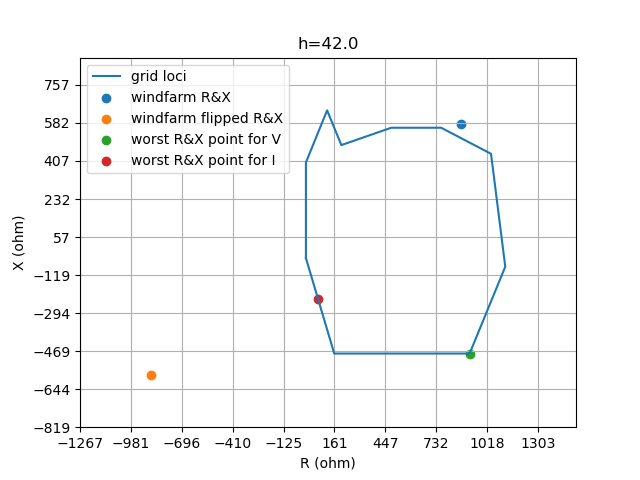 h=42.0
grid loci
windfarm R&X
windfarm flipped R&X
worst R&X point for V
worst R&X point for I
757
582
407
232
57
−119
−294
−469
−644
−819
X (ohm)
−1267 −981 −696 −410 −125 161 447 732 1018 1303
R (ohm)